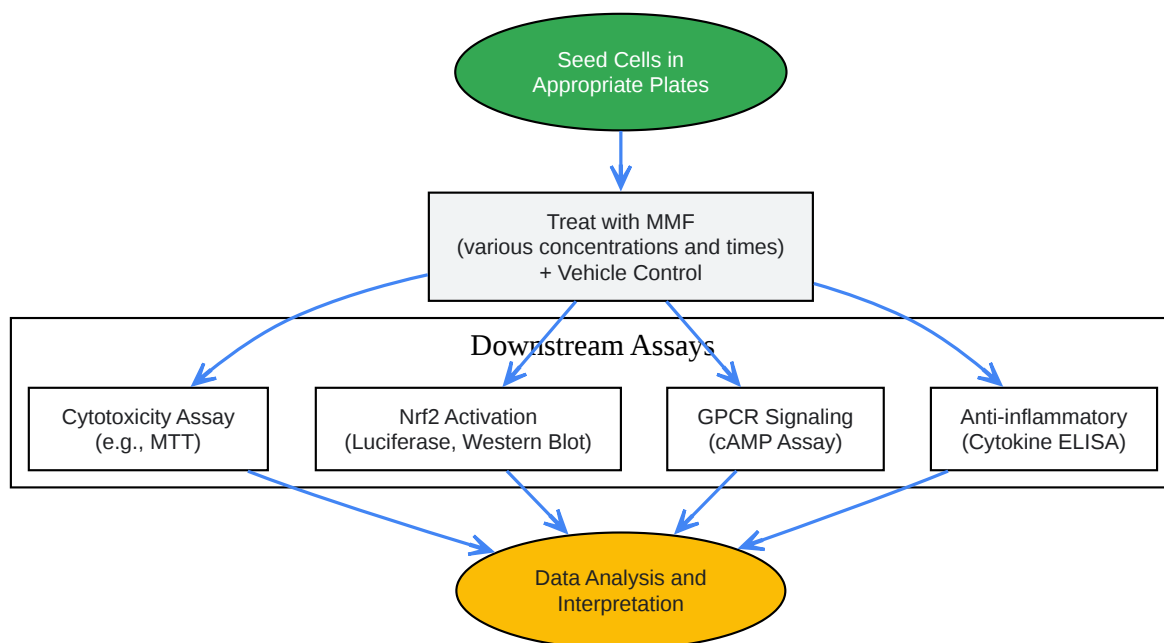 Seed Cells in
Appropriate Plates
Treat with MMF
(various concentrations and times)
+ Vehicle Control
Downstream Assays
Cytotoxicity Assay
(e.g., MTT)
Nrf2 Activation
(Luciferase, Western Blot)
GPCR Signaling
(cAMP Assay)
Anti-inflammatory
(Cytokine ELISA)
Data Analysis and
Interpretation